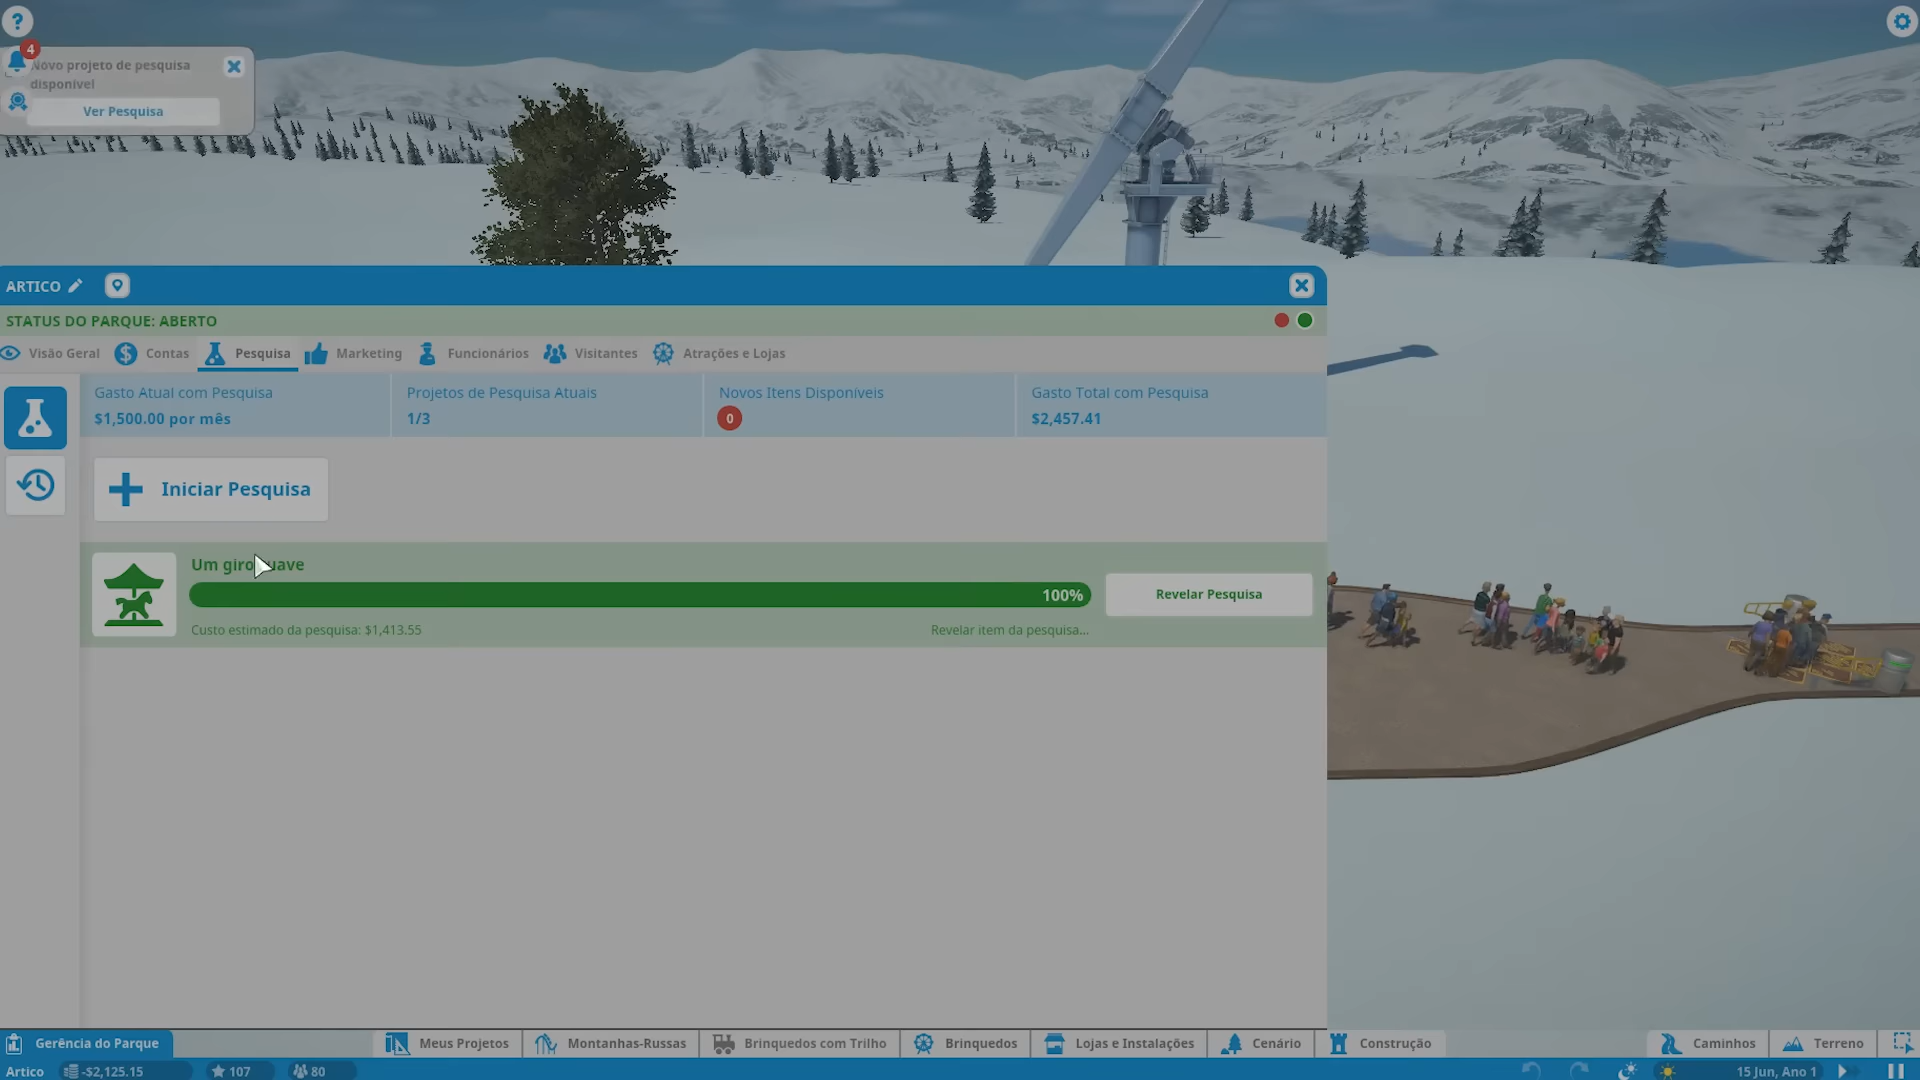 ?
4
Novo projeto de pesquisa
disponível
Ver Pesquisa
ARTICO
STATUS DO PARQUE: ABERTO
Visão Geral
Contas
Pesquisa
Marketing
Funcionários
Visitantes
Atrações e Lojas
Gasto Atual com Pesquisa
$1,500.00 por mês
Projetos de Pesquisa Atuais
1/3
Novos Itens Disponíveis
0
Gasto Total com Pesquisa
$2,457.41
Iniciar Pesquisa
Um giro suave
100%
Revelar Pesquisa
Custo estimado da pesquisa: $1,413.55
Revelar item da pesquisa...
Gerência do Parque
Meus Projetos
Montanhas-Russas
Brinquedos com Trilho
Brinquedos
Lojas e Instalações
Cenário
Construção
Caminhos
Terreno
Artico
-$2,125.15
107
80
15 Jun, Ano 1